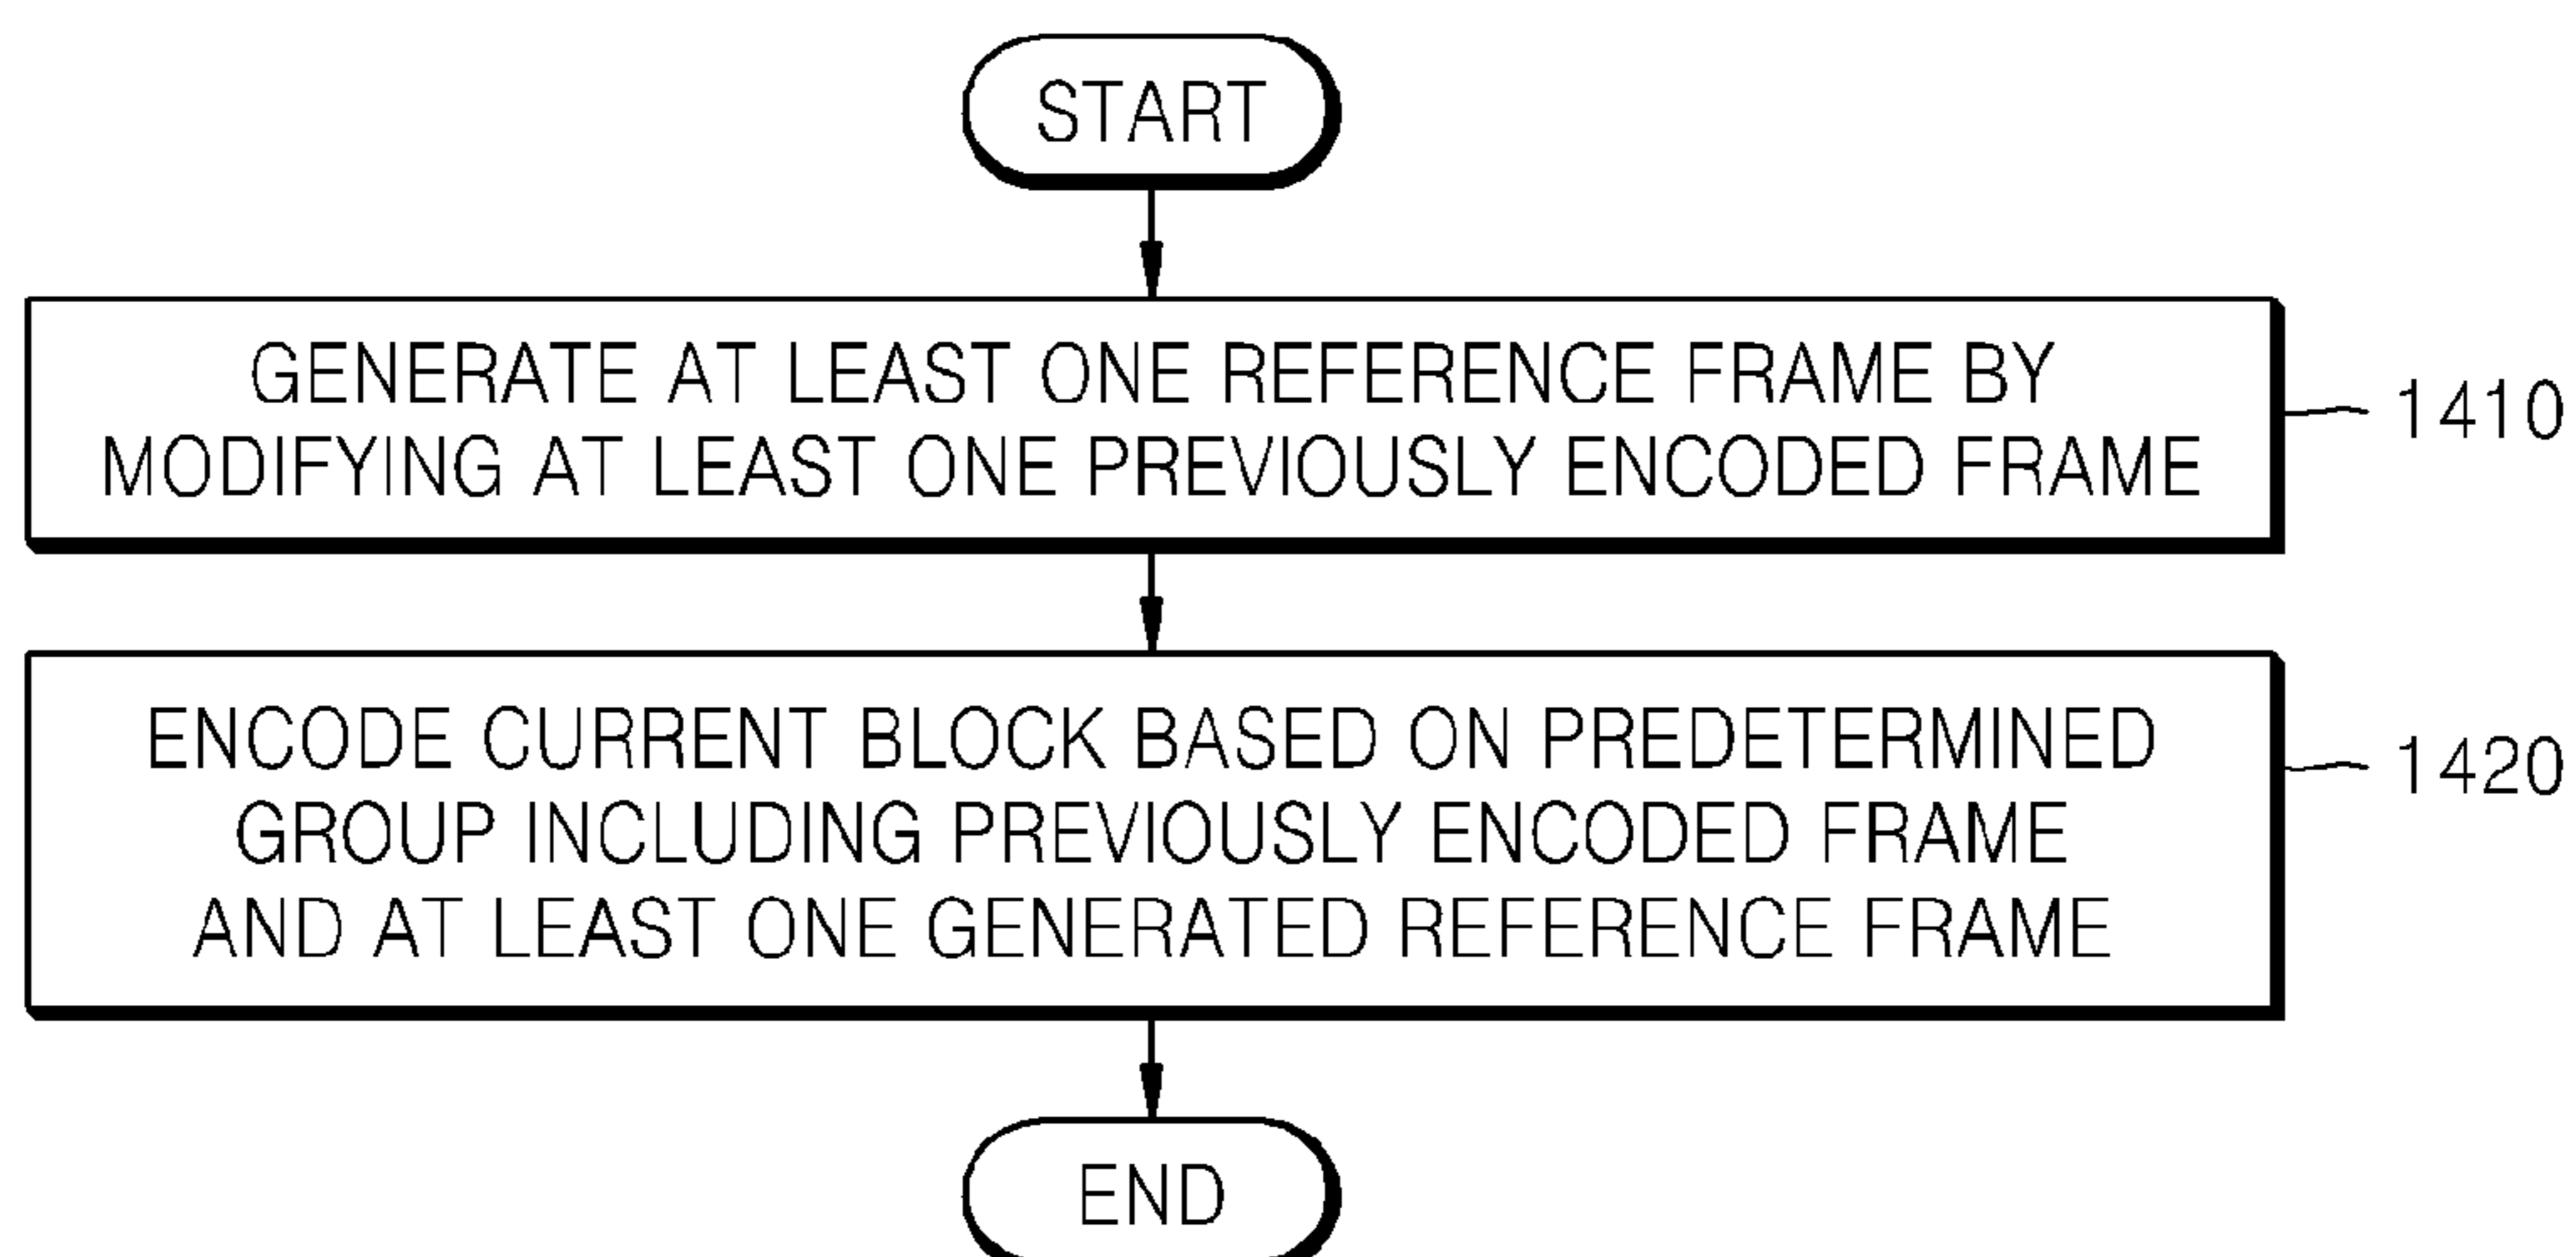 START
GENERATE AT LEAST ONE REFERENCE FRAME BY
MODIFYING AT LEAST ONE PREVIOUSLY ENCODED FRAME
1410
ENCODE CURRENT BLOCK BASED ON PREDETERMINED
GROUP INCLUDING PREVIOUSLY ENCODED FRAME
AND AT LEAST ONE GENERATED REFERENCE FRAME
1420
END